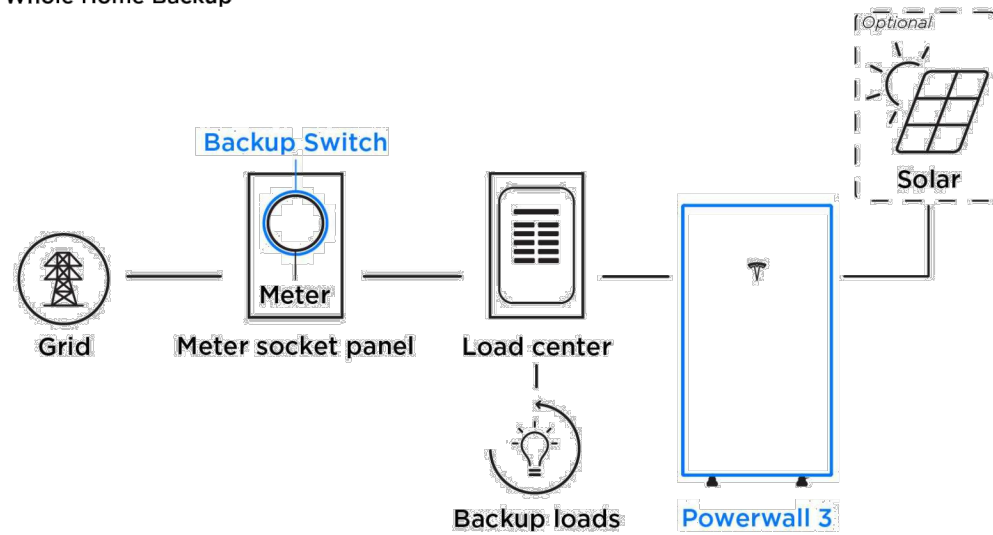 Whole Home Backup
Optional
Solar
Backup Switch
Meter
Grid
Meter socket panel
Load center
Backup loads
Powerwall 3